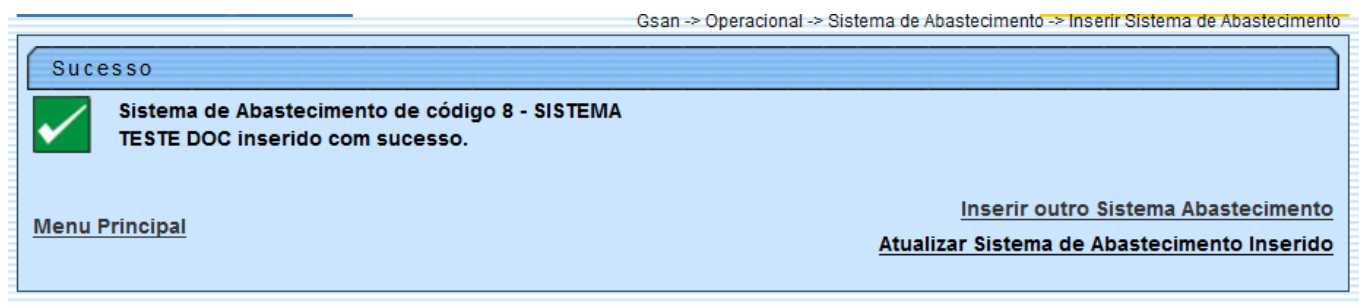 Gsan -> Operacional -> Sistema de Abastecimento -> Inserir Sistema de Abastecimento
Sucesso
Sistema de Abastecimento de código 8 - SISTEMA
TESTE DOC inserido com sucesso.
Inserir outro Sistema Abastecimento
Menu Principal
Atualizar Sistema de Abastecimento Inserido